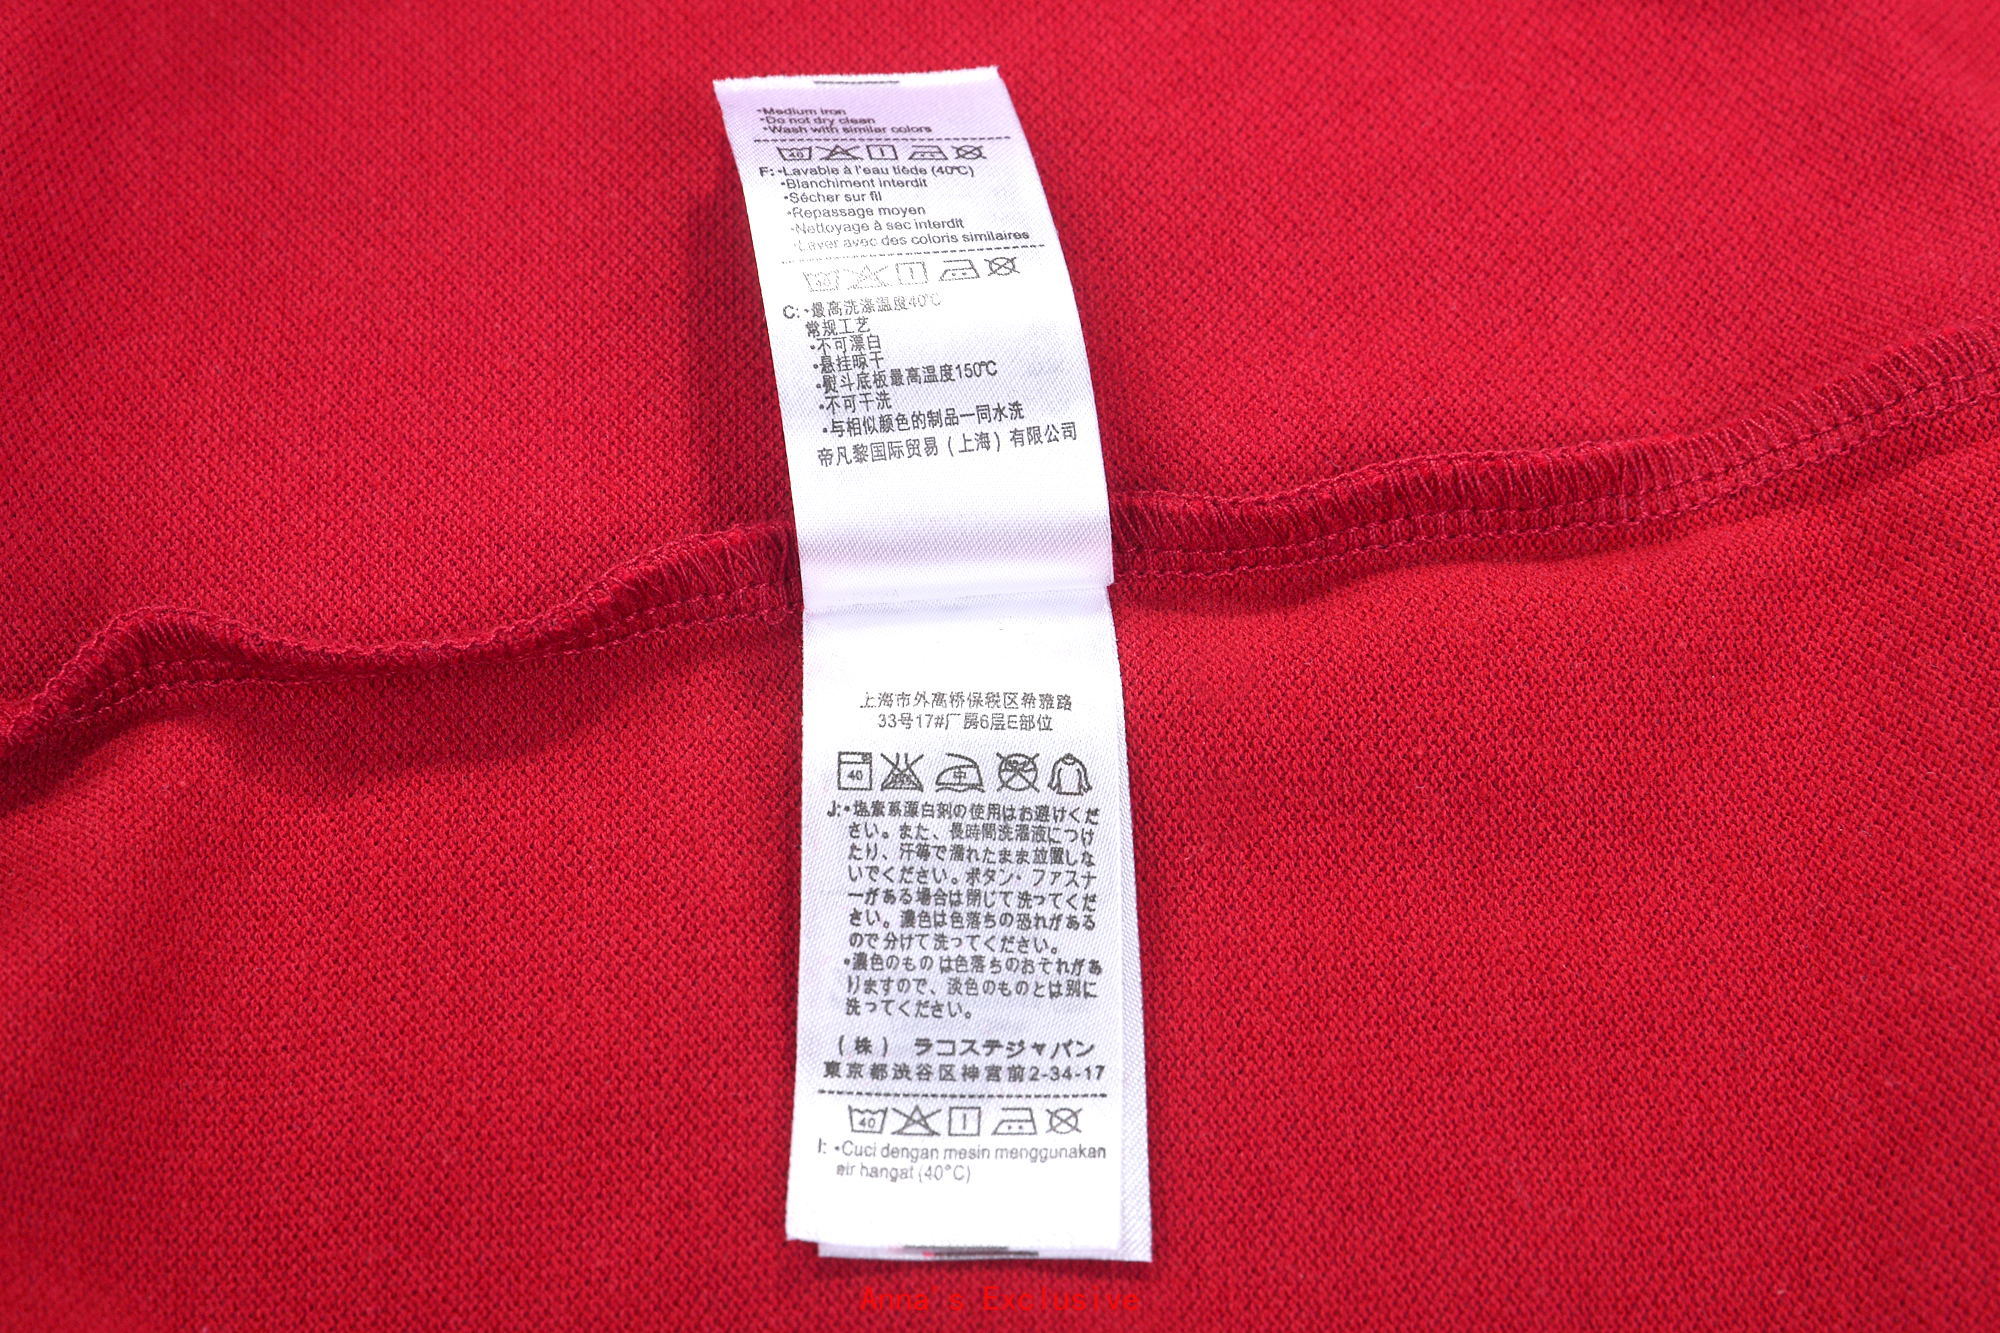 •Medium iron
•Do not dry clean
•Wash with similar colors
40
F: •Lavable à l'eau tiède (40°C)
•Blanchiment interdit
•Sécher sur fil
•Repassage moyen
•Nettoyage à sec interdit
•Laver avec des coloris similaires
40
C: •最高洗涤温度40℃
常规工艺
•不可漂白
•悬挂晾干
•熨斗底板最高温度150℃
•不可干洗
•与相似颜色的制品一同水洗
帝凡黎国际贸易(上海)有限公司
上海市外高桥保税区希雅路
33号17#厂房6层E部位
40 中
J: •塩素系漂白剤の使用はお避けくだ
さい。また、長時間洗濯液につけ
たり、汗等で濡れたまま放置しな
いでください。ボタン・ファスナ
ーがある場合は閉じて洗ってくだ
さい。濃色は色落ちの恐れがある
ので分けて洗ってください。
•濃色のものは色落ちのおそれがあ
りますので、淡色のものとは別に
洗ってください。
(株) ラコステジャパン
東京都渋谷区神宮前2-34-17
40
I: •Cuci dengan mesin menggunakan
air hangat (40°C)
Anna's Exclusive